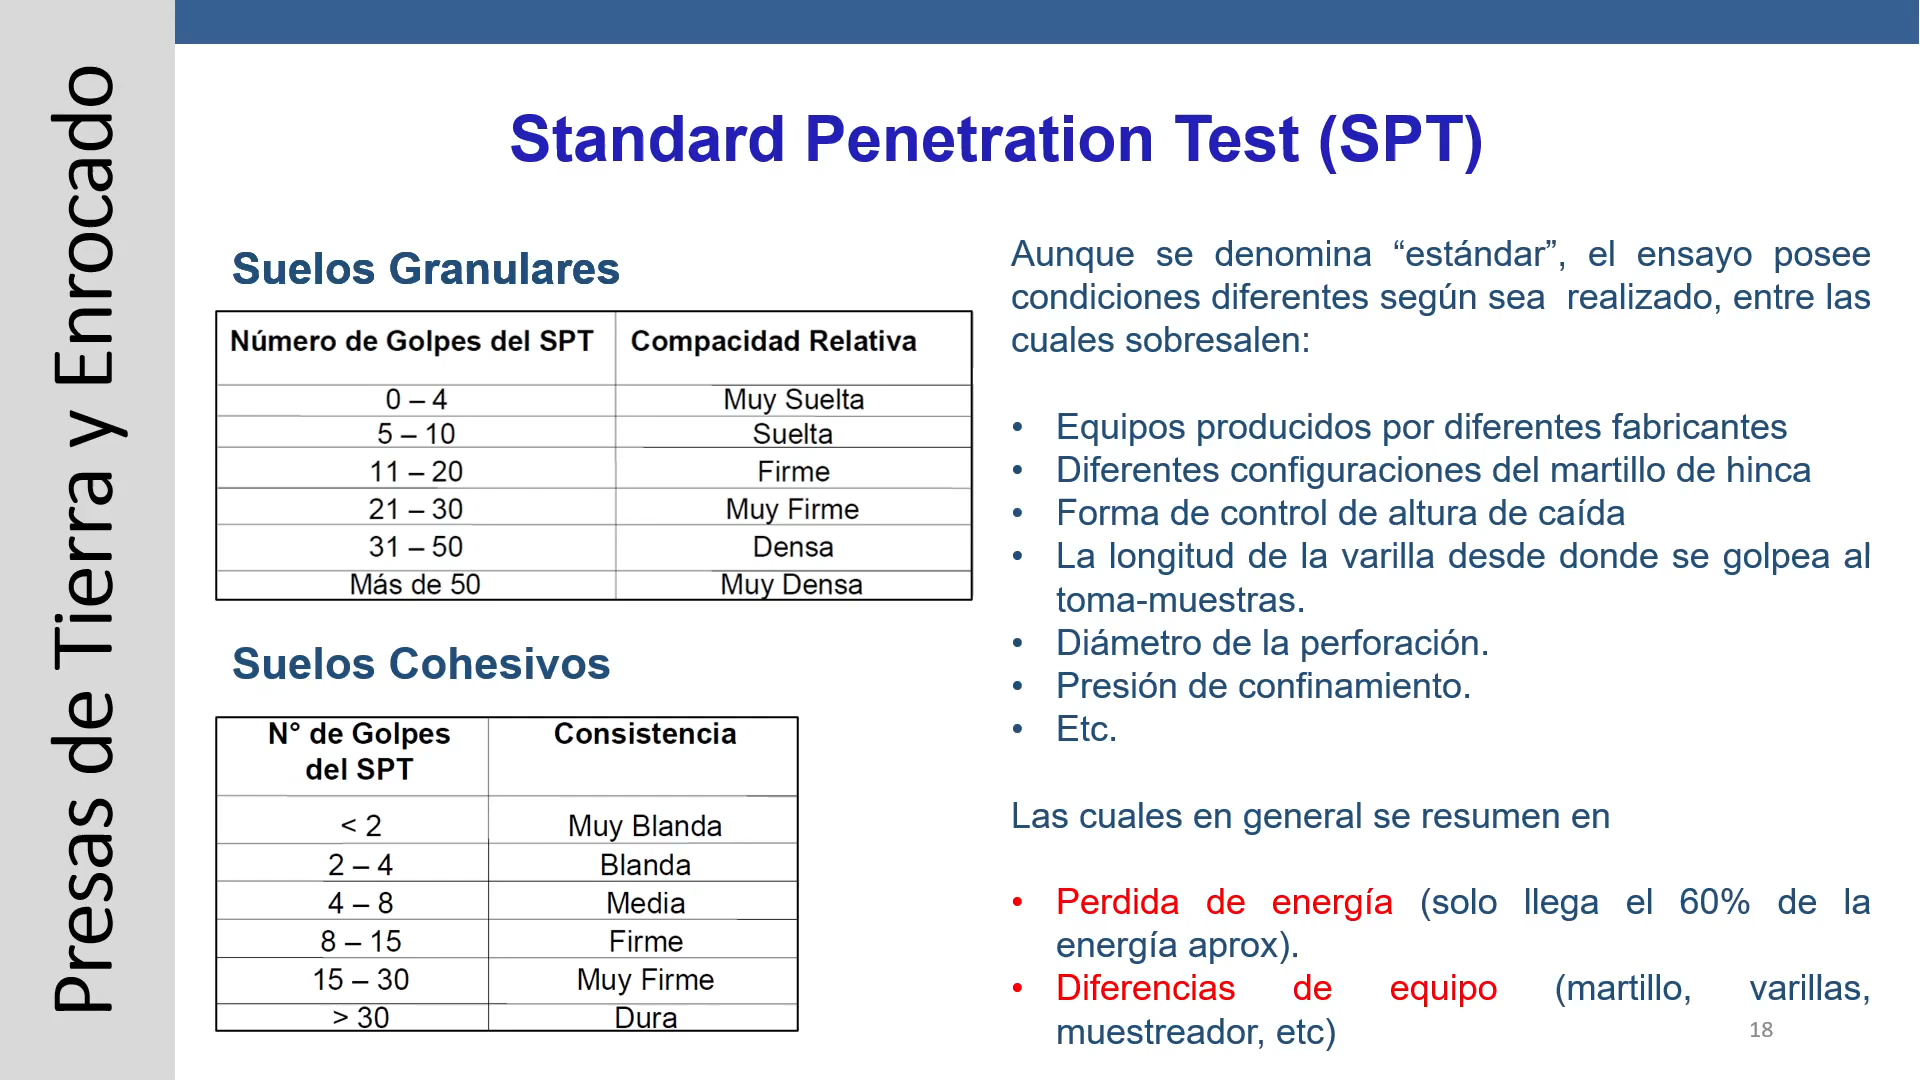 Presas de Tierra y Enrocado
Standard Penetration Test (SPT)
Suelos Granulares
Número de Golpes del SPT Compacidad Relativa
0 – 4 Muy Suelta
5 – 10 Suelta
11 – 20 Firme
21 – 30 Muy Firme
31 – 50 Densa
Más de 50 Muy Densa
Suelos Cohesivos
N° de Golpes Consistencia
del SPT
< 2 Muy Blanda
2 – 4 Blanda
4 – 8 Media
8 – 15 Firme
15 – 30 Muy Firme
> 30 Dura
Aunque se denomina “estándar”, el ensayo posee
condiciones diferentes según sea realizado, entre las
cuales sobresalen:
• Equipos producidos por diferentes fabricantes
• Diferentes configuraciones del martillo de hinca
• Forma de control de altura de caída
• La longitud de la varilla desde donde se golpea al
toma-muestras.
• Diámetro de la perforación.
• Presión de confinamiento.
• Etc.
Las cuales en general se resumen en
• Perdida de energía (solo llega el 60% de la
energía aprox).
• Diferencias de equipo (martillo, varillas,
muestreador, etc)
18